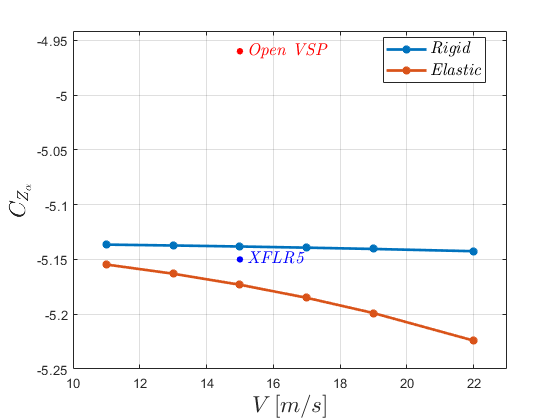 -4.95
-5
-5.05
-5.1
-5.15
-5.2
-5.25
C_{Z_α}
Open VSP
Rigid
Elastic
XFLR5
10 12 14 16 18 20 22
V [m/s]